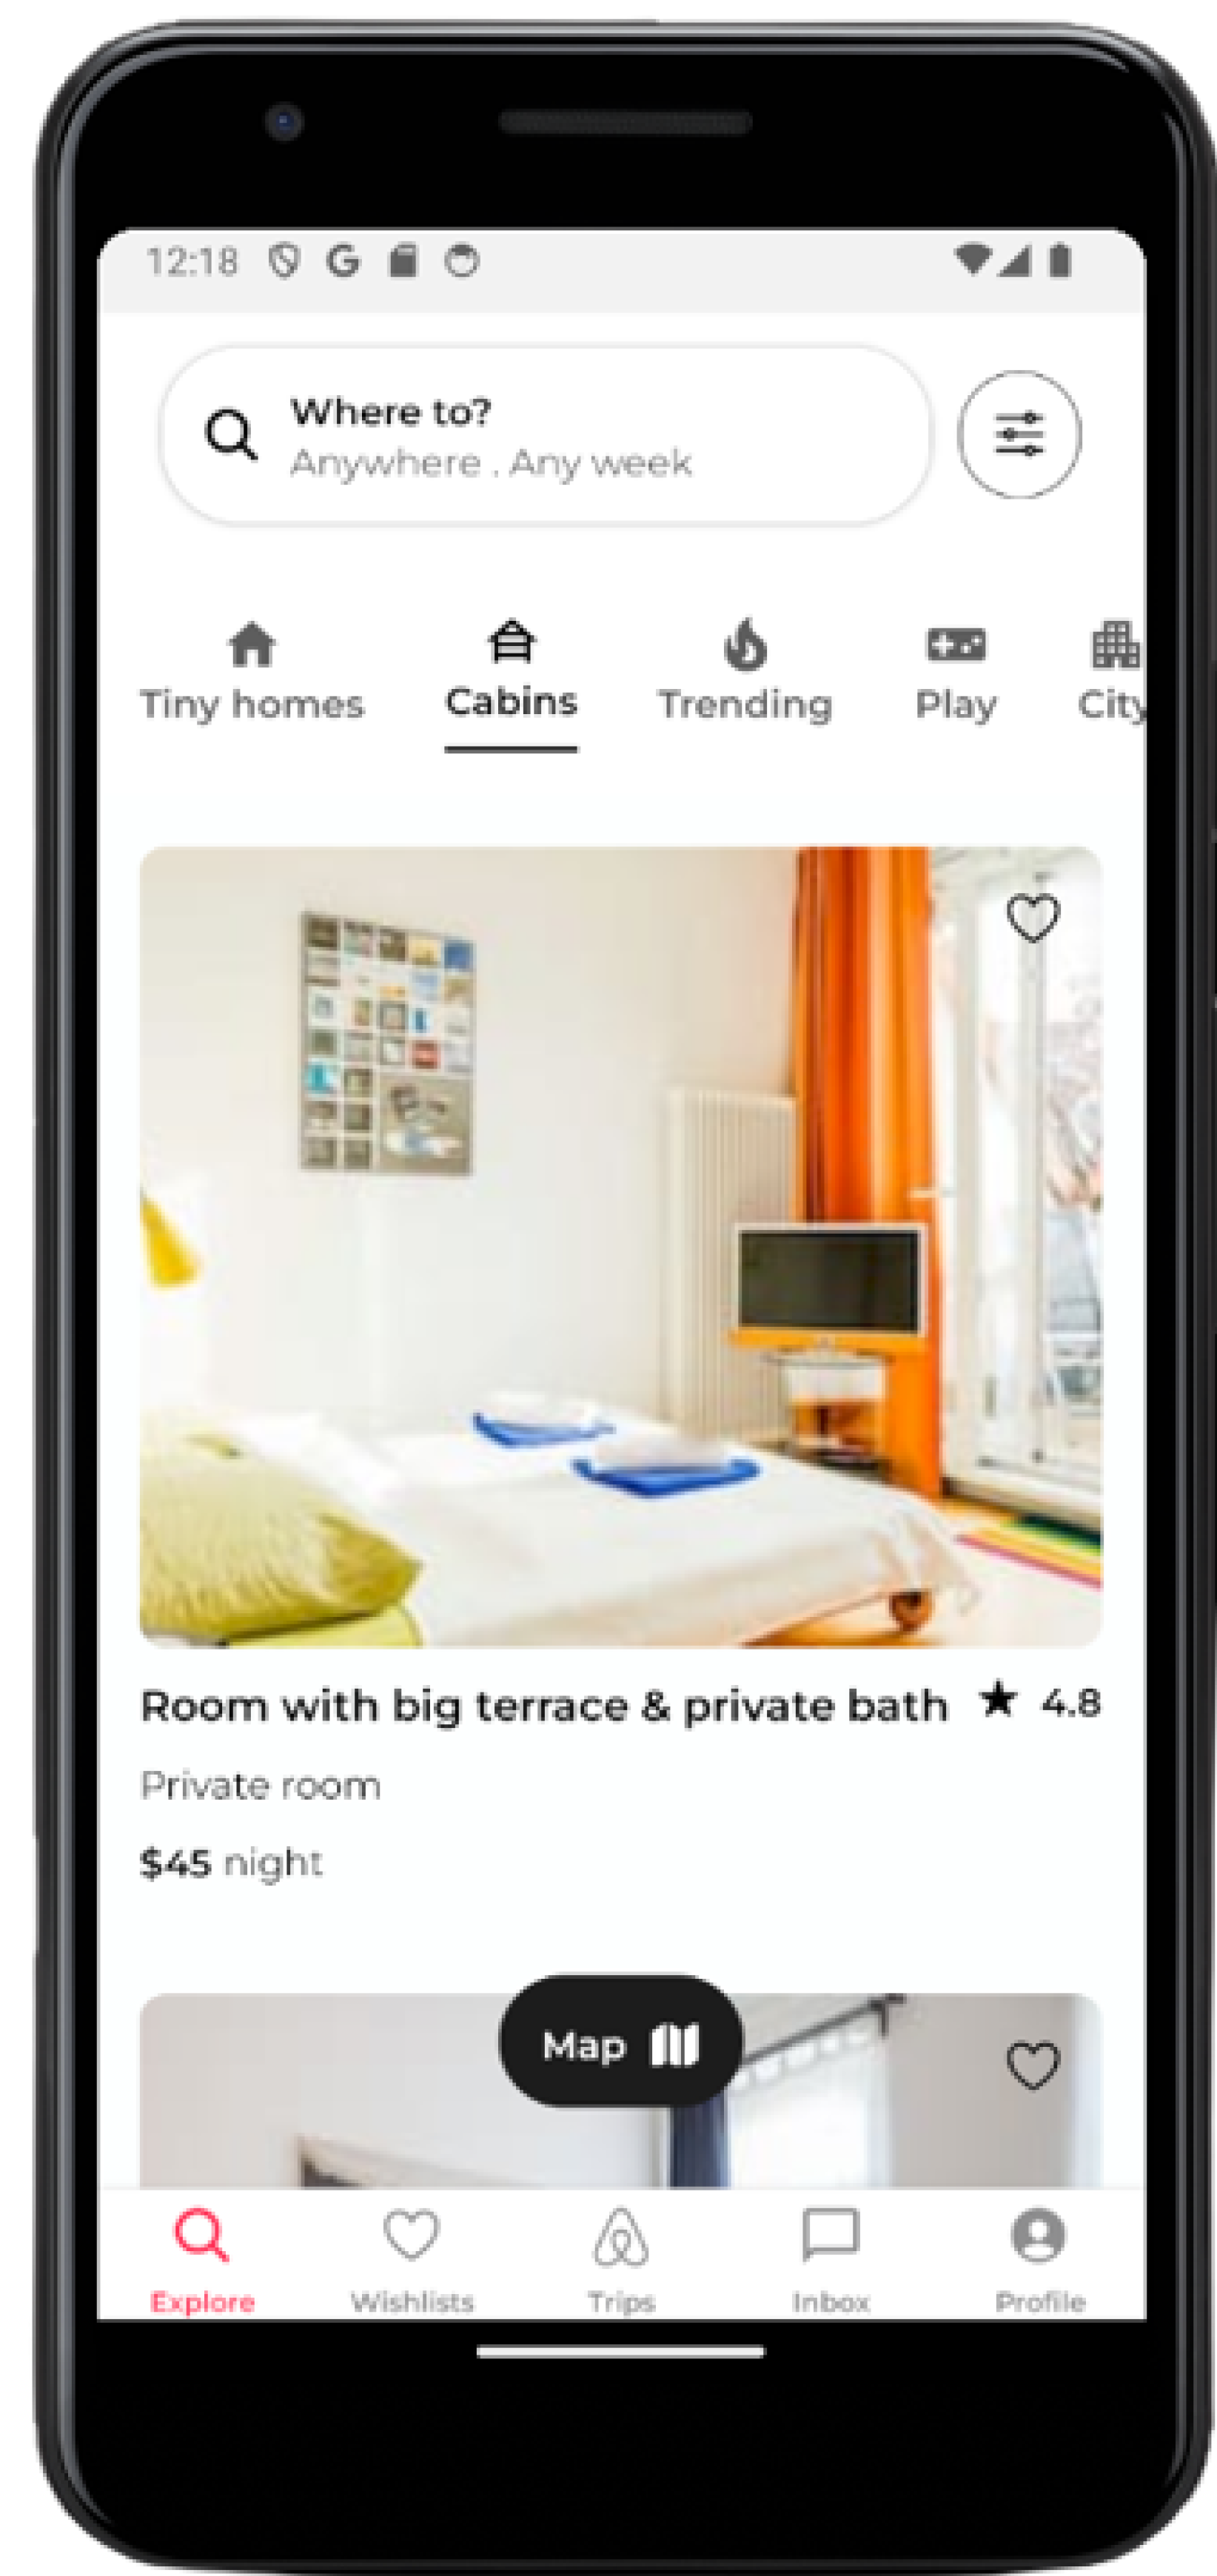 12:18
Where to?
Anywhere . Any week
Tiny homes
Cabins
Trending
Play
City
Room with big terrace & private bath ★ 4.8
Private room
$45 night
Map
Explore
Wishlists
Trips
Inbox
Profile